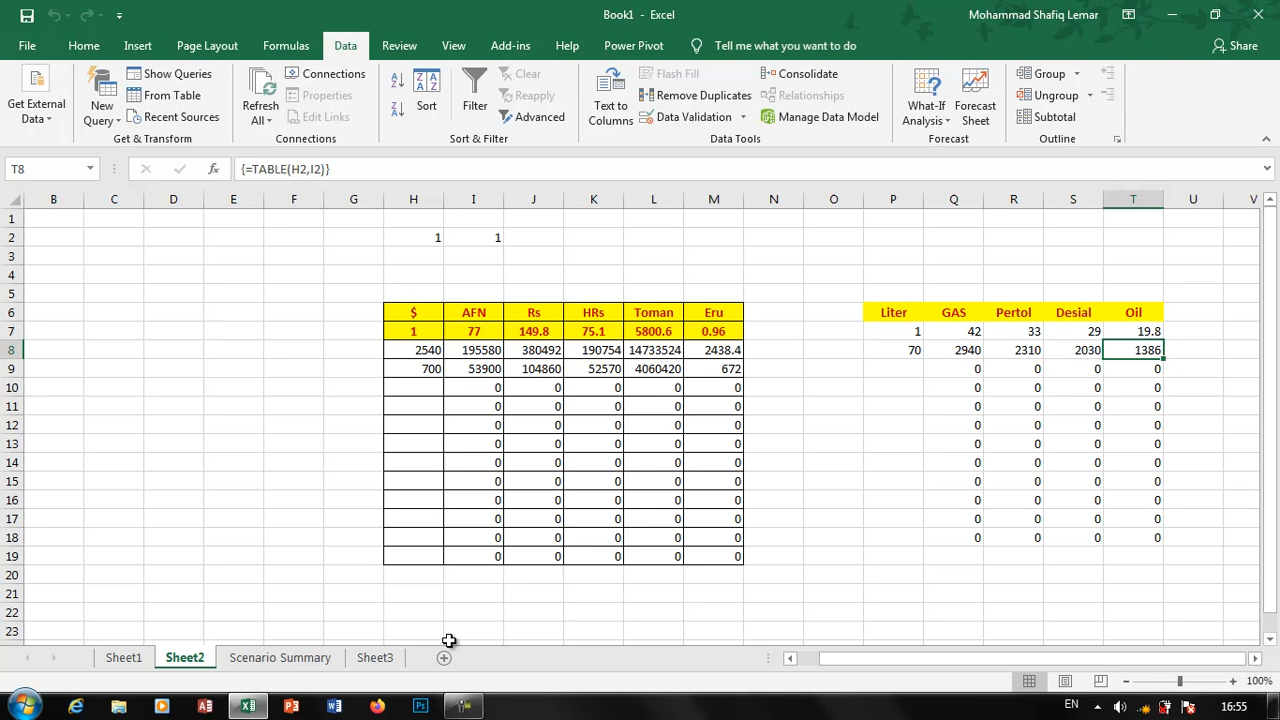 Book1 - Excel
Mohammad Shafiq Lemar
File Home Insert Page Layout Formulas Data Review View Add-ins Help Power Pivot Tell me what you want to do Share
Get External Data
New Query
Show Queries
From Table
Recent Sources
Get & Transform
Refresh All
Connections
Properties
Edit Links
Connections
Sort
Filter
Clear
Reapply
Advanced
Sort & Filter
Text to Columns
Flash Fill
Remove Duplicates
Data Validation
Consolidate
Relationships
Manage Data Model
Data Tools
What-If Analysis
Forecast Sheet
Forecast
Group
Ungroup
Subtotal
Outline
T8 fx {=TABLE(H2,I2)}
B C D E F G H I J K L M N O P Q R S T U V
1
2 1 1
3
4
5
6 $ AFN Rs HRs Toman Eru Liter GAS Pertol Desial Oil
7 1 77 149.8 75.1 5800.6 0.96 1 42 33 29 19.8
8 2540 195580 380492 190754 14733524 2438.4 70 2940 2310 2030 1386
9 700 53900 104860 52570 4060420 672 0 0 0 0
10 0 0 0 0 0 0 0 0 0
11 0 0 0 0 0 0 0 0 0
12 0 0 0 0 0 0 0 0 0
13 0 0 0 0 0 0 0 0 0
14 0 0 0 0 0 0 0 0 0
15 0 0 0 0 0 0 0 0 0
16 0 0 0 0 0 0 0 0 0
17 0 0 0 0 0 0 0 0 0
18 0 0 0 0 0 0 0 0 0
19 0 0 0 0 0
20
21
22
23
Sheet1 Sheet2 Scenario Summary Sheet3
100%
EN 16:55